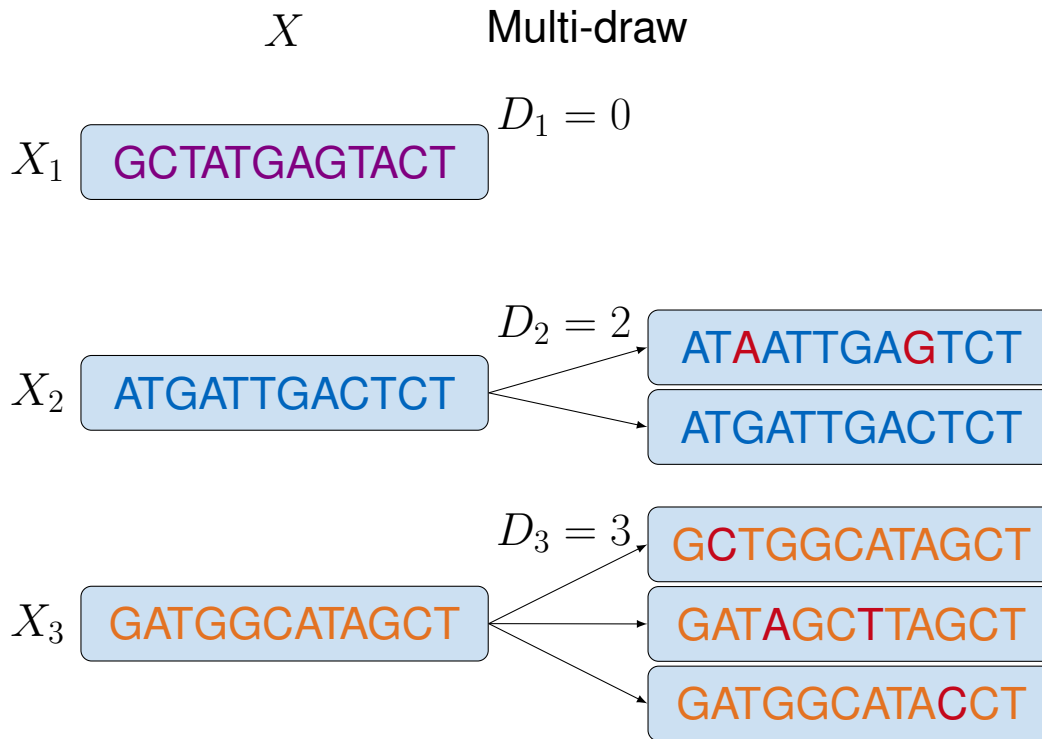 X Multi-draw
D₁ = 0
X₁ GCTATGAGTACT
D₂ = 2
ATAATTGAGTCT
X₂ ATGATTGACTCT
ATGATTGACTCT
D₃ = 3
GCTGGCATAGCT
X₃ GATGGCATAGCT
GATAGCTTAGCT
GATGGCATACCT